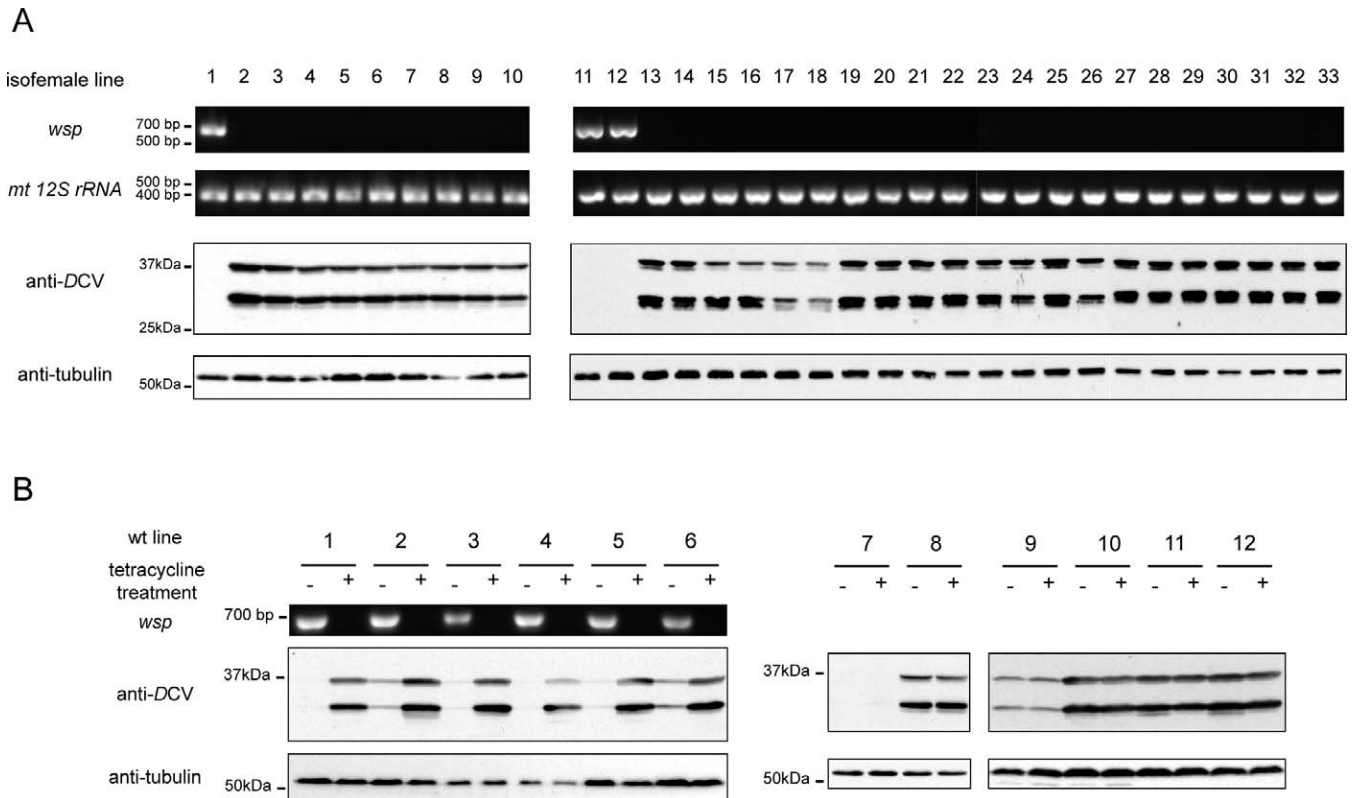 A
isofemale line 1 2 3 4 5 6 7 8 9 10 11 12 13 14 15 16 17 18 19 20 21 22 23 24 25 26 27 28 29 30 31 32 33
wsp 700 bp
500 bp
mt 12S rRNA 500 bp
400 bp
anti-DCV 37kDa
25kDa
anti-tubulin 50kDa
B
wt line 1 2 3 4 5 6 7 8 9 10 11 12
tetracycline
treatment - + - + - + - + - + - + - + - + - + - + - + - +
wsp 700 bp
anti-DCV 37kDa 37kDa
anti-tubulin 50kDa 50kDa